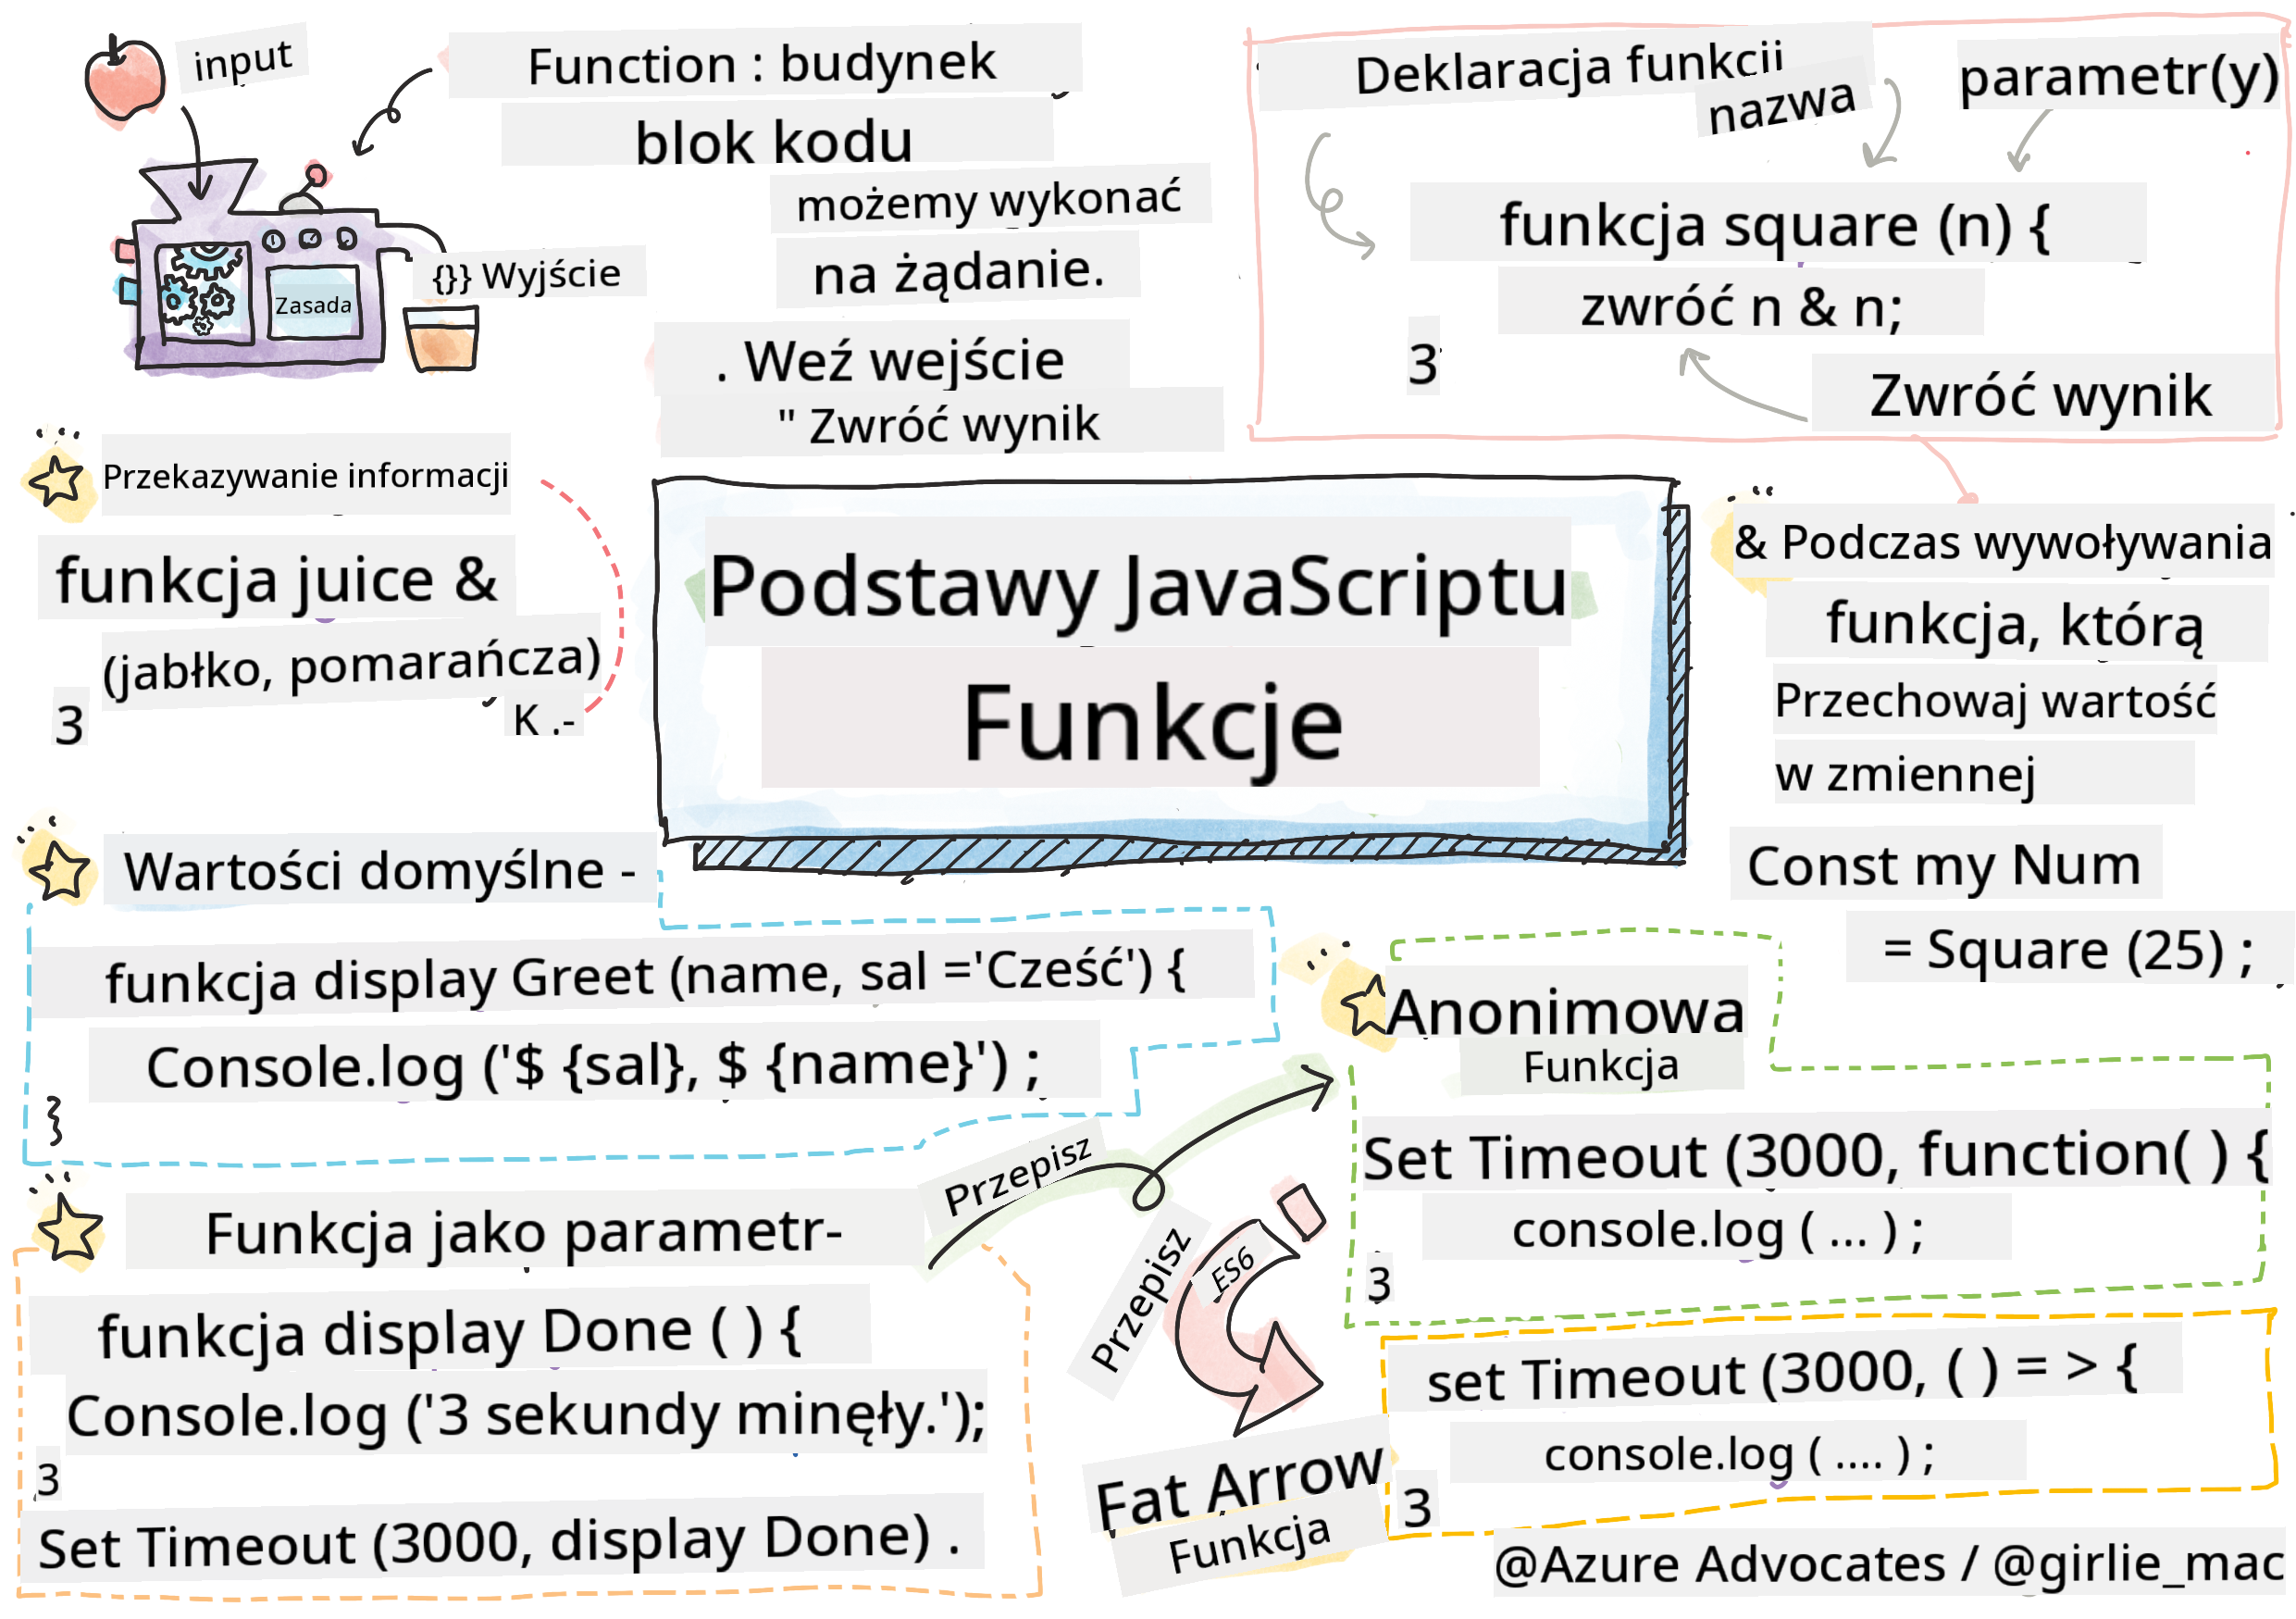 input
Function : budynek
blok kodu
możemy wykonać
na żądanie.
. Weź wejście
" Zwróć wynik
{}} Wyjście
Zasada
Deklaracja funkcji
nazwa
parametr(y)
funkcja square (n) {
zwróć n & n;
3
Zwróć wynik
Przekazywanie informacji
funkcja juice &
(jabłko, pomarańcza)
3
K .-
Podstawy JavaScriptu
Funkcje
& Podczas wywoływania
funkcja, którą
Przechowaj wartość
w zmiennej
Const my Num
= Square (25) ;
Wartości domyślne -
funkcja display Greet (name, sal ='Cześć') {
Console.log ('$ {sal}, $ {name}') ;
}
Funkcja jako parametr-
funkcja display Done ( ) {
Console.log ('3 sekundy minęły.');
3
Set Timeout (3000, display Done) .
Przepisz
Anonimowa
Funkcja
Set Timeout (3000, function( ) {
console.log ( ... ) ;
3
Przepisz
ES6
Fat Arrow
Funkcja
set Timeout (3000, ( ) = > {
console.log ( .... ) ;
3
@Azure Advocates / @girlie_mac